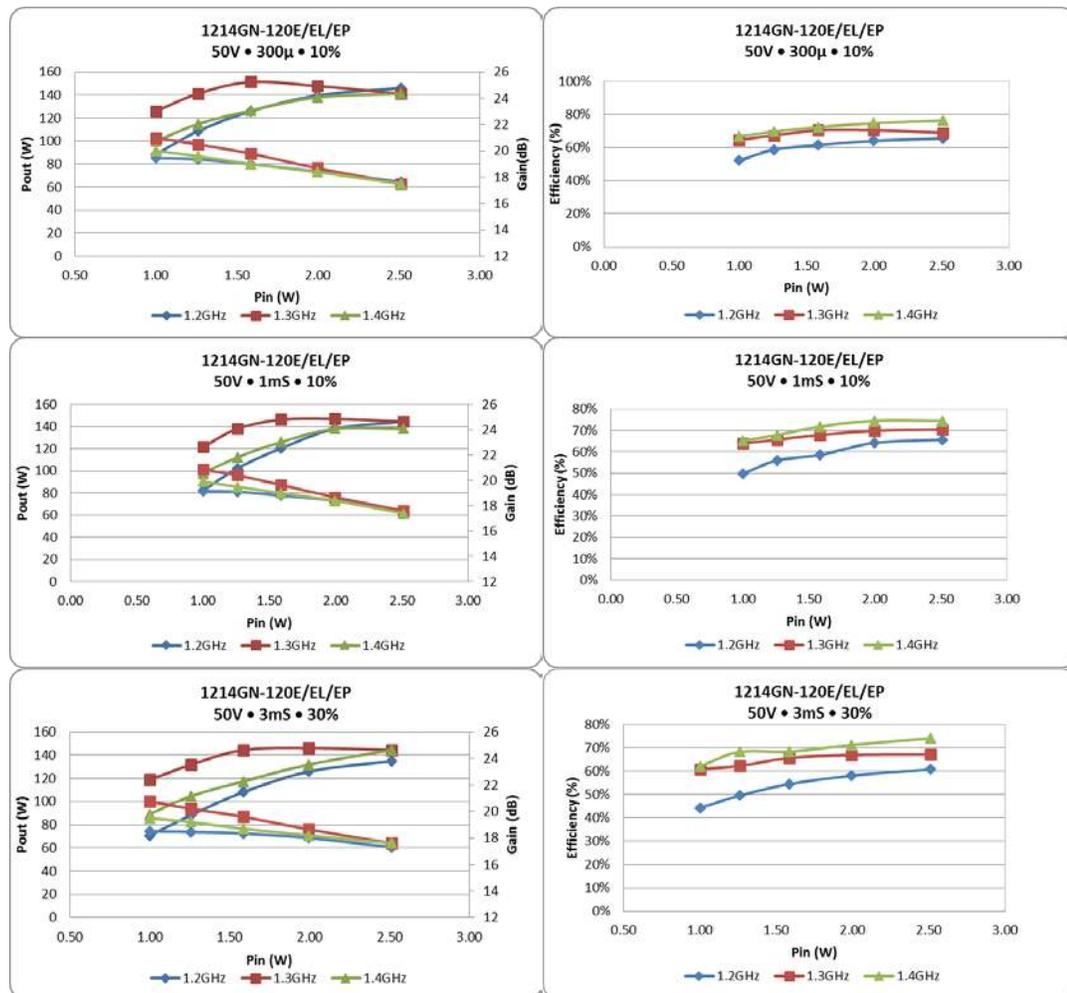 1214GN-120E/EL/EP
50V • 300µ • 10%
Pout (W)
160
140
120
100
80
60
40
20
0
26
24
22
20
18
16
14
12
Gain(dB)
0.50 1.00 1.50 2.00 2.50 3.00
Pin (W)
1.2GHz 1.3GHz 1.4GHz
1214GN-120E/EL/EP
50V • 300µ • 10%
Efficiency (%)
100%
80%
60%
40%
20%
0%
0.00 0.50 1.00 1.50 2.00 2.50 3.00
Pin (W)
1.2GHz 1.3GHz 1.4GHz
1214GN-120E/EL/EP
50V • 1mS • 10%
Pout (W)
160
140
120
100
80
60
40
20
0
26
24
22
20
18
16
14
12
Gain (dB)
0.00 0.50 1.00 1.50 2.00 2.50 3.00
Pin (W)
1.2GHz 1.3GHz 1.4GHz
1214GN-120E/EL/EP
50V • 1mS • 10%
Efficiency (%)
80%
70%
60%
50%
40%
30%
20%
10%
0%
0.00 0.50 1.00 1.50 2.00 2.50 3.00
Pin (W)
1.2GHz 1.3GHz 1.4GHz
1214GN-120E/EL/EP
50V • 3mS • 30%
Pout (W)
160
140
120
100
80
60
40
20
0
26
24
22
20
18
16
14
12
Gain (dB)
0.50 1.00 1.50 2.00 2.50 3.00
Pin (W)
1.2GHz 1.3GHz 1.4GHz
1214GN-120E/EL/EP
50V • 3mS • 30%
Efficiency (%)
80%
70%
60%
50%
40%
30%
20%
10%
0%
0.50 1.00 1.50 2.00 2.50 3.00
Pin (W)
1.2GHz 1.3GHz 1.4GHz